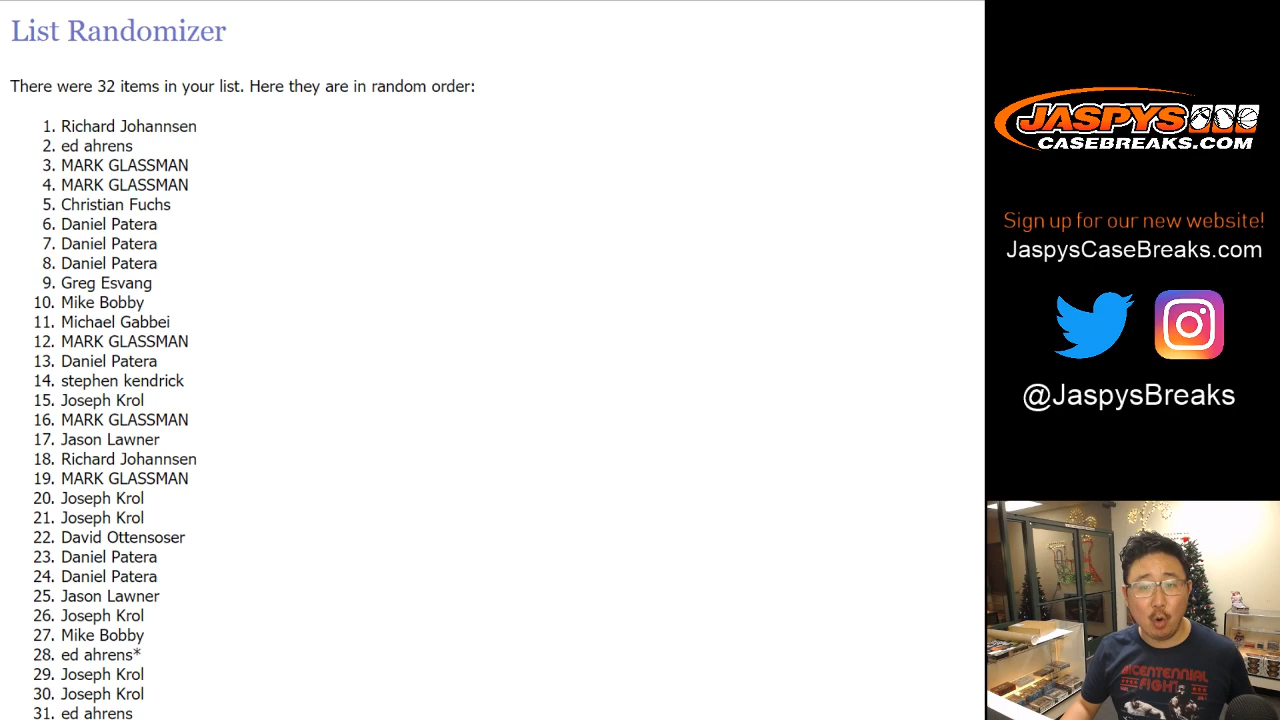 List Randomizer
There were 32 items in your list. Here they are in random order:
1. Richard Johannsen
2. ed ahrens
3. MARK GLASSMAN
4. MARK GLASSMAN
5. Christian Fuchs
6. Daniel Patera
7. Daniel Patera
8. Daniel Patera
9. Greg Esvang
10. Mike Bobby
11. Michael Gabbei
12. MARK GLASSMAN
13. Daniel Patera
14. stephen kendrick
15. Joseph Krol
16. MARK GLASSMAN
17. Jason Lawner
18. Richard Johannsen
19. MARK GLASSMAN
20. Joseph Krol
21. Joseph Krol
22. David Ottensoser
23. Daniel Patera
24. Daniel Patera
25. Jason Lawner
26. Joseph Krol
27. Mike Bobby
28. ed ahrens*
29. Joseph Krol
30. Joseph Krol
31. ed ahrens
JASPYS
CASEBREAKS.COM
Sign up for our new website!
JaspysCaseBreaks.com
@JaspysBreaks
BICENTENNIAL
FIGHT